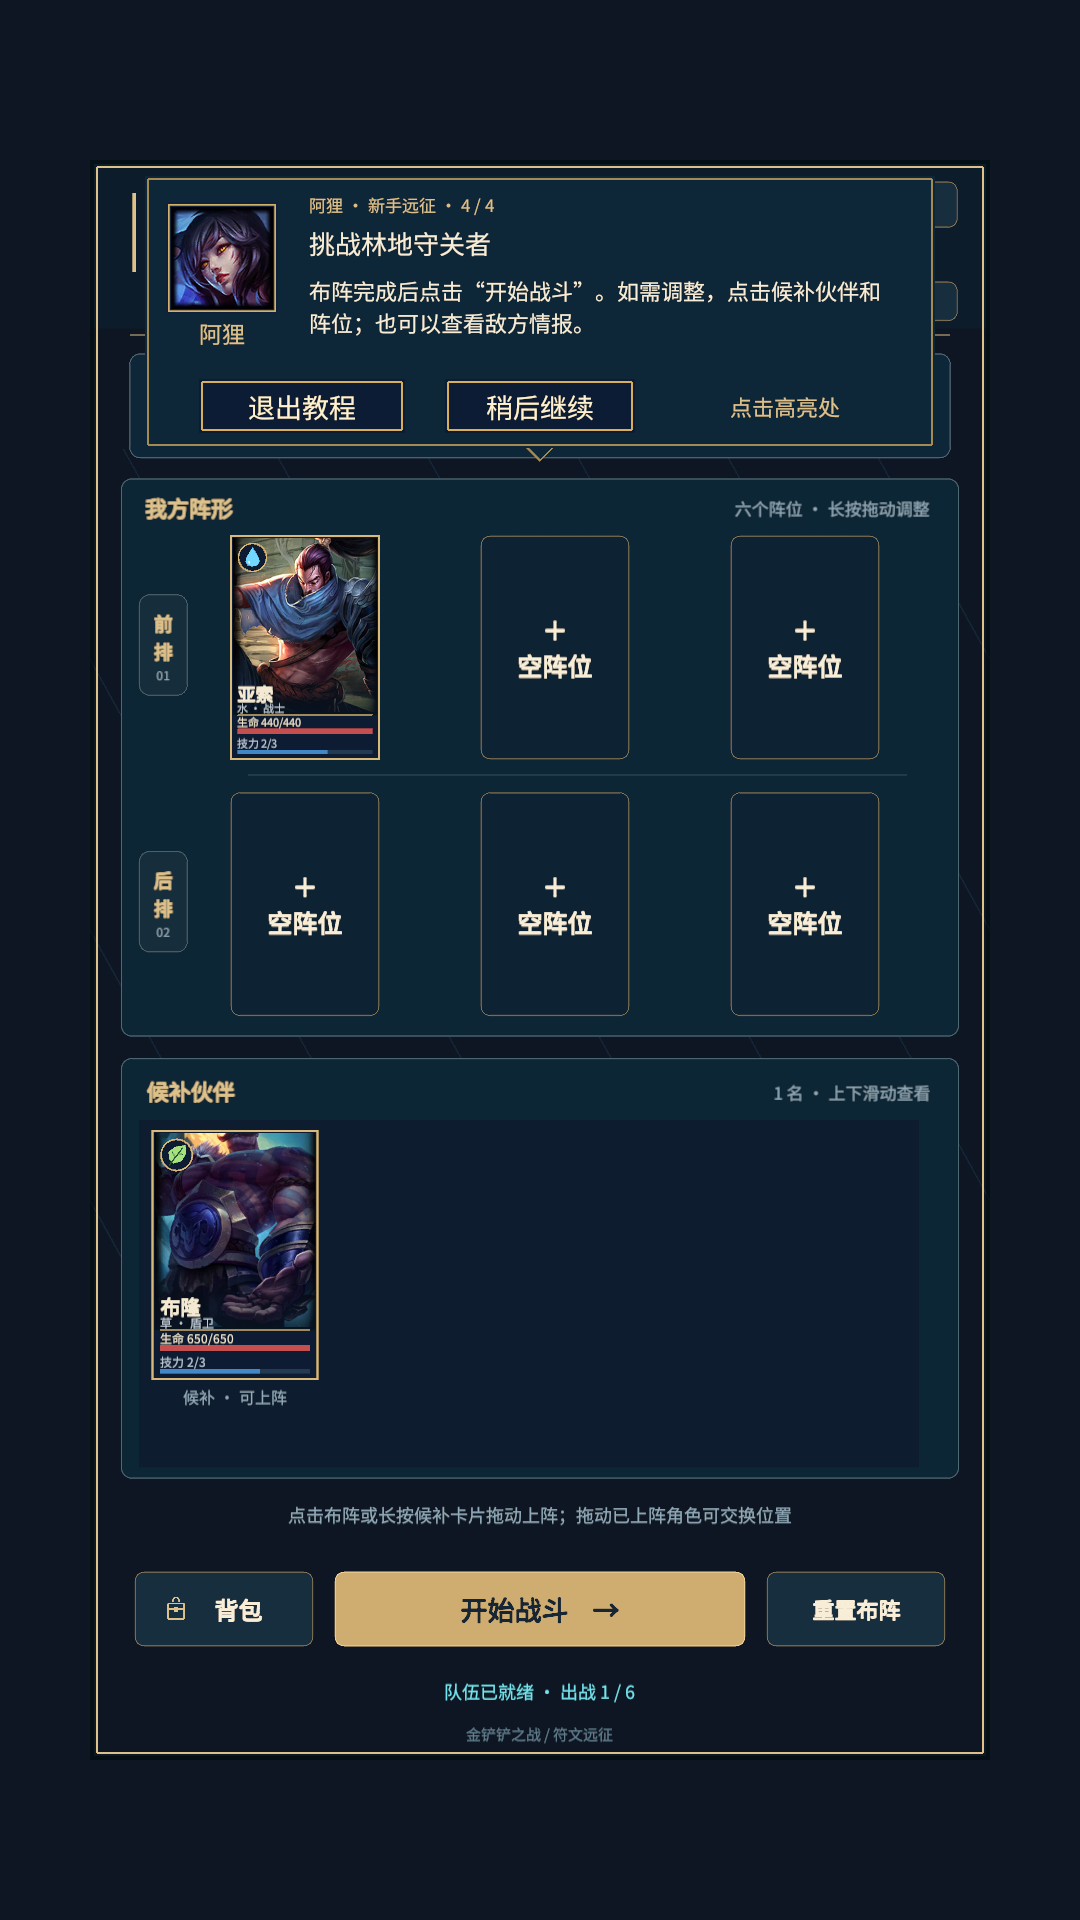 阿狸 · 新手远征 · 4 / 4
挑战林地守关者
布阵完成后点击“开始战斗”。如需调整，点击候补伙伴和
阵位；也可以查看敌方情报。
阿狸
退出教程
稍后继续
点击高亮处
我方阵形
六个阵位 · 长按拖动调整
前
排
01
亚索
水 · 战士
生命 440/440
技力 2/3
+
空阵位
+
空阵位
后
排
02
+
空阵位
+
空阵位
+
空阵位
候补伙伴
1 名 · 上下滑动查看
布隆
草 · 盾卫
生命 650/650
技力 2/3
候补 · 可上阵
点击布阵或长按候补卡片拖动上阵；拖动已上阵角色可交换位置
背包
开始战斗 →
重置布阵
队伍已就绪 · 出战 1 / 6
金铲铲之战 / 符文远征